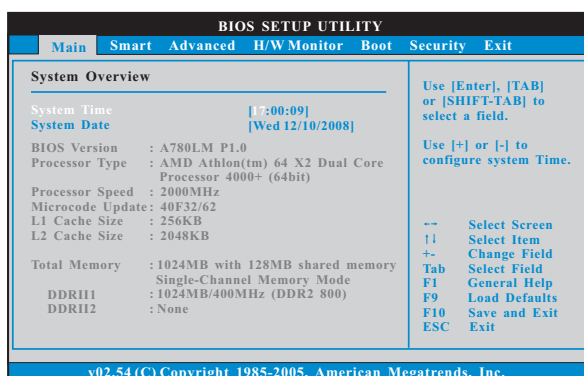 BIOS SETUP UTILITY
Main Smart Advanced H/W Monitor Boot Security Exit
System Overview
System Time [17:00:09]
System Date [Wed 12/10/2008]
BIOS Version : A780LM P1.0
Processor Type : AMD Athlon(tm) 64 X2 Dual Core
Processor 4000+ (64bit)
Processor Speed : 2000MHz
Microcode Update : 40F32/62
L1 Cache Size : 256KB
L2 Cache Size : 2048KB
Total Memory : 1024MB with 128MB shared memory
Single-Channel Memory Mode
DDRII1 : 1024MB/400MHz (DDR2 800)
DDRII2 : None
Use [Enter], [TAB]
or [SHIFT-TAB] to
select a field.
Use [+] or [-] to
configure system Time.
←→ Select Screen
↑↓ Select Item
+- Change Field
Tab Select Field
F1 General Help
F9 Load Defaults
F10 Save and Exit
ESC Exit
v02.54 (C) Copyright 1985-2005, American Megatrends, Inc.